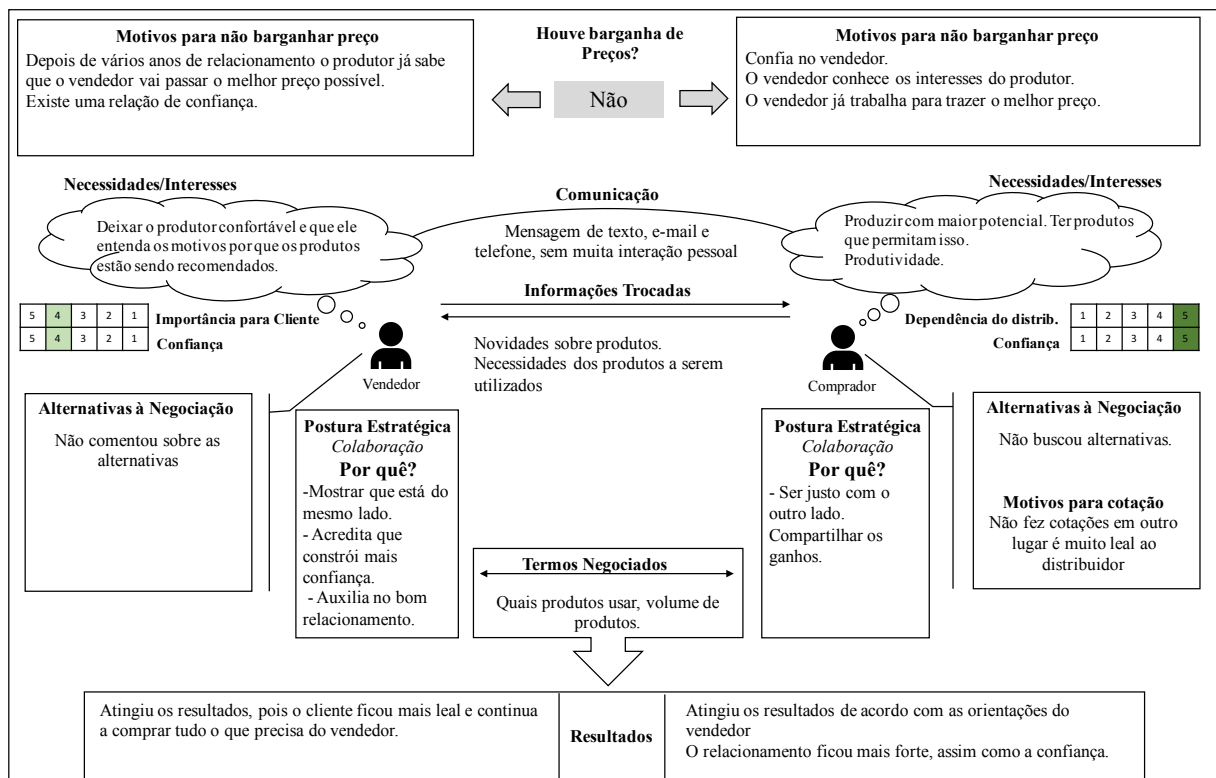 Motivos para não barganhar preço
Depois de vários anos de relacionamento o produtor já sabe
que o vendedor vai passar o melhor preço possível.
Existe uma relação de confiança.
Houve barganha de
Preços?
Não
Motivos para não barganhar preço
Confia no vendedor.
O vendedor conhece os interesses do produtor.
O vendedor já trabalha para trazer o melhor preço.
Necessidades/Interesses
Deixar o produtor confortável e que ele
entenda os motivos por que os produtos
estão sendo recomendados.
Comunicação
Mensagem de texto, e-mail e
telefone, sem muita interação pessoal
Necessidades/Interesses
Produzir com maior potencial. Ter produtos
que permitam isso.
Produtividade.
Informações Trocadas
5 4 3 2 1 Importância para Cliente
5 4 3 2 1 Confiança
Vendedor
Novidades sobre produtos.
Necessidades dos produtos a serem
utilizados
Dependência do distrib. 1 2 3 4 5
Confiança 1 2 3 4 5
Comprador
Alternativas à Negociação
Não comentou sobre as
alternativas
Postura Estratégica
Colaboração
Por quê?
-Mostrar que está do
mesmo lado.
- Acredita que
constrói mais
confiança.
- Auxilia no bom
relacionamento.
Termos Negociados
Quais produtos usar, volume de
produtos.
Postura Estratégica
Colaboração
Por quê?
- Ser justo com o
outro lado.
Compartilhar os
ganhos.
Alternativas à Negociação
Não buscou alternativas.
Motivos para cotação
Não fez cotações em outro
lugar é muito leal ao
distribuidor
Atingiu os resultados, pois o cliente ficou mais leal e continua
a comprar tudo o que precisa do vendedor.
Resultados
Atingiu os resultados de acordo com as orientações do
vendedor
O relacionamento ficou mais forte, assim como a confiança.